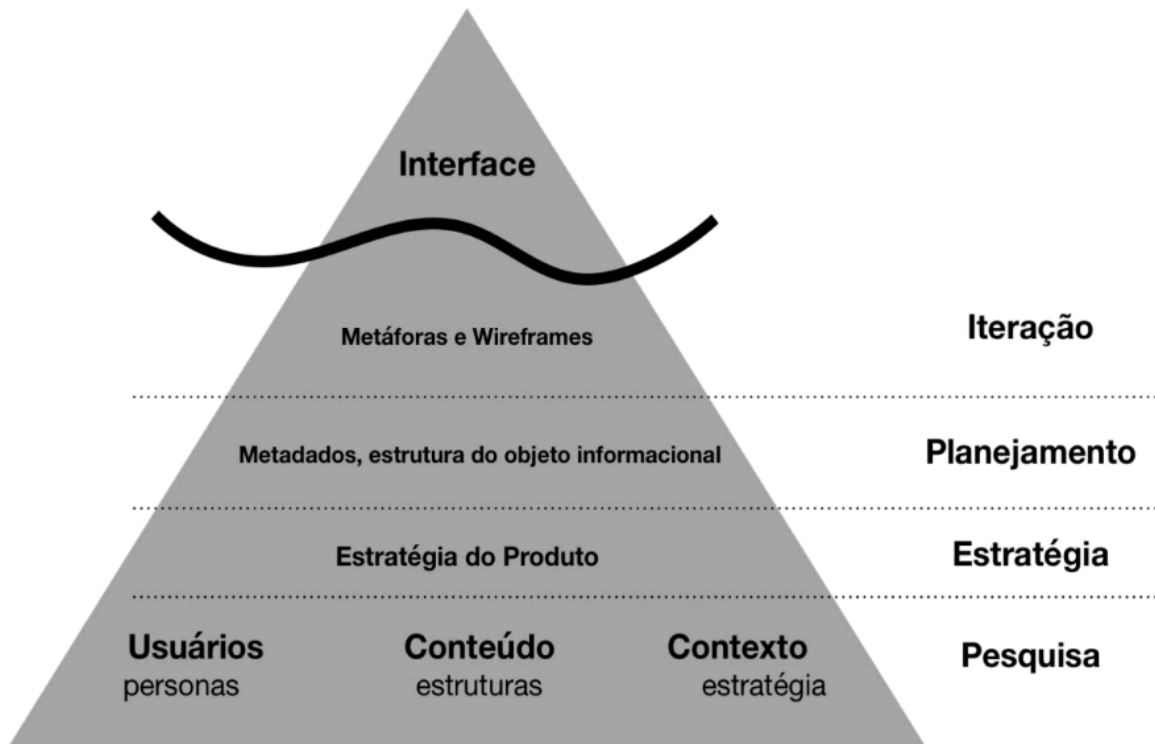 Interface
Metáforas e Wireframes
Iteração
Metadados, estrutura do objeto informacional
Planejamento
Estratégia do Produto
Estratégia
Usuários
personas
Conteúdo
estruturas
Contexto
estratégia
Pesquisa